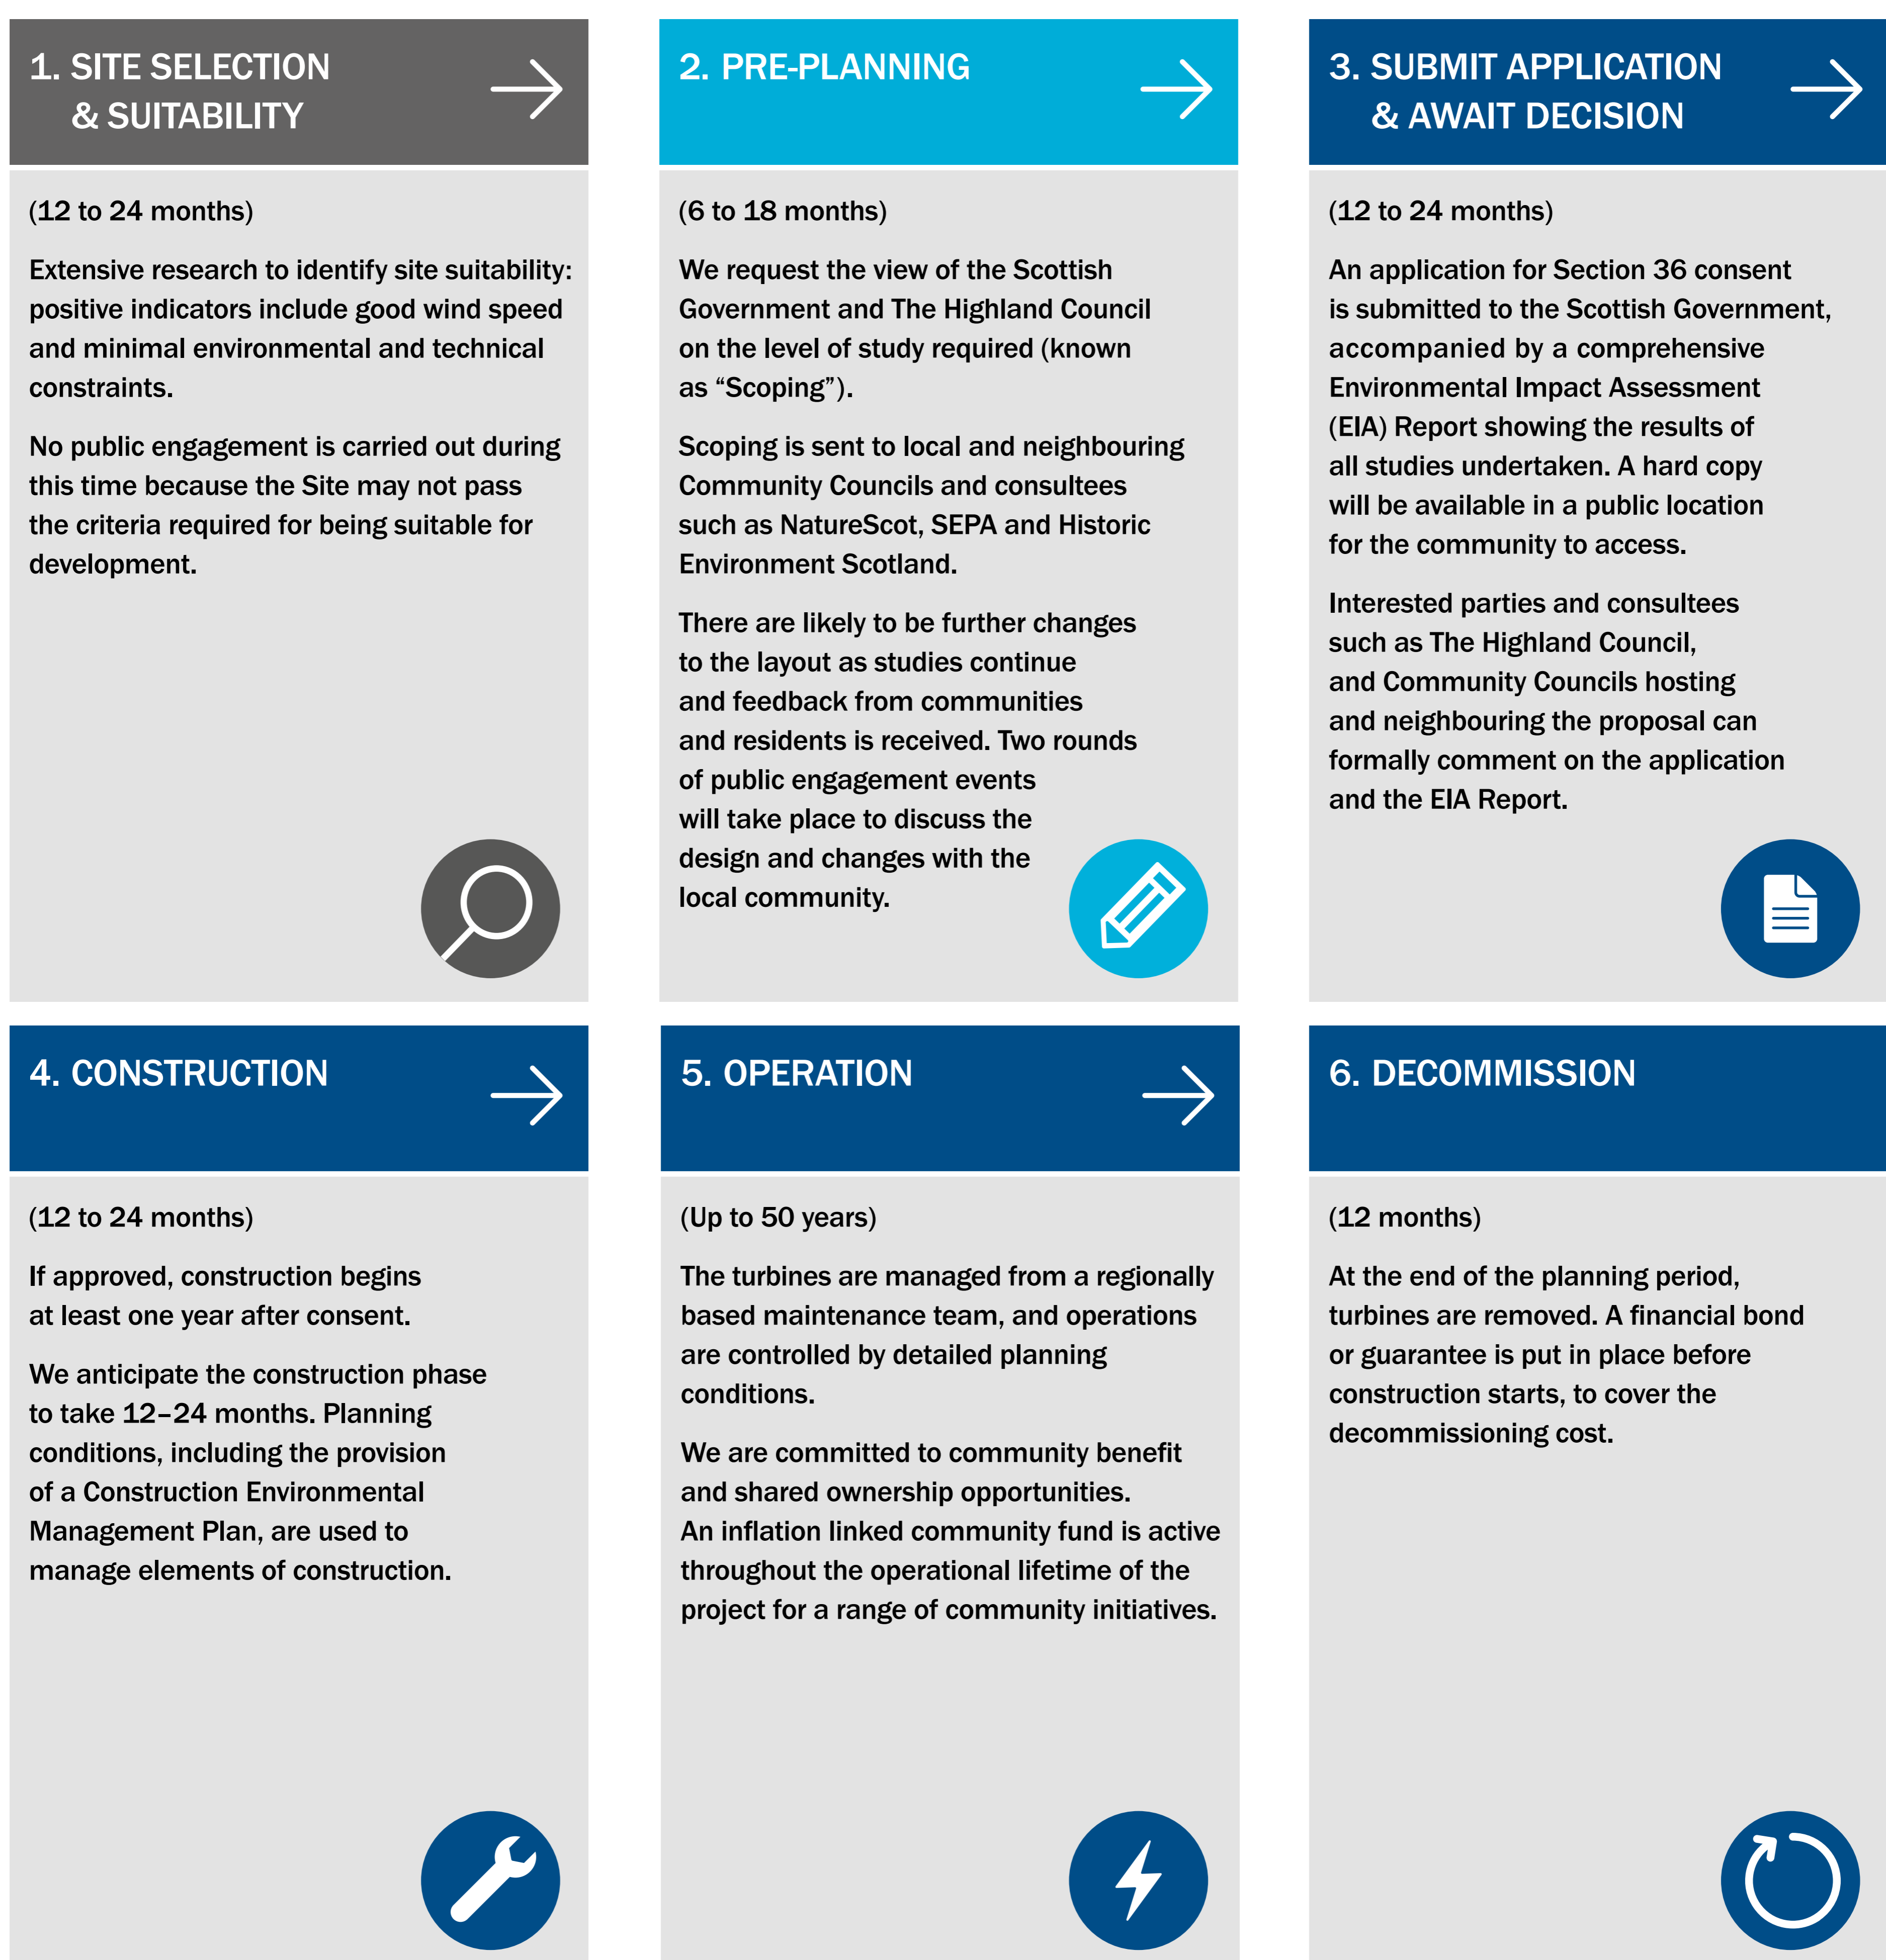 1. SITE SELECTION
& SUITABILITY
(12 to 24 months)
Extensive research to identify site suitability:
positive indicators include good wind speed
and minimal environmental and technical
constraints.
No public engagement is carried out during
this time because the Site may not pass
the criteria required for being suitable for
development.
2. PRE-PLANNING
(6 to 18 months)
We request the view of the Scottish
Government and The Highland Council
on the level of study required (known
as “Scoping”).
Scoping is sent to local and neighbouring
Community Councils and consultees
such as NatureScot, SEPA and Historic
Environment Scotland.
There are likely to be further changes
to the layout as studies continue
and feedback from communities
and residents is received. Two rounds
of public engagement events
will take place to discuss the
design and changes with the
local community.
3. SUBMIT APPLICATION
& AWAIT DECISION
(12 to 24 months)
An application for Section 36 consent
is submitted to the Scottish Government,
accompanied by a comprehensive
Environmental Impact Assessment
(EIA) Report showing the results of
all studies undertaken. A hard copy
will be available in a public location
for the community to access.
Interested parties and consultees
such as The Highland Council,
and Community Councils hosting
and neighbouring the proposal can
formally comment on the application
and the EIA Report.
4. CONSTRUCTION
(12 to 24 months)
If approved, construction begins
at least one year after consent.
We anticipate the construction phase
to take 12–24 months. Planning
conditions, including the provision
of a Construction Environmental
Management Plan, are used to
manage elements of construction.
5. OPERATION
(Up to 50 years)
The turbines are managed from a regionally
based maintenance team, and operations
are controlled by detailed planning
conditions.
We are committed to community benefit
and shared ownership opportunities.
An inflation linked community fund is active
throughout the operational lifetime of the
project for a range of community initiatives.
6. DECOMMISSION
(12 months)
At the end of the planning period,
turbines are removed. A financial bond
or guarantee is put in place before
construction starts, to cover the
decommissioning cost.